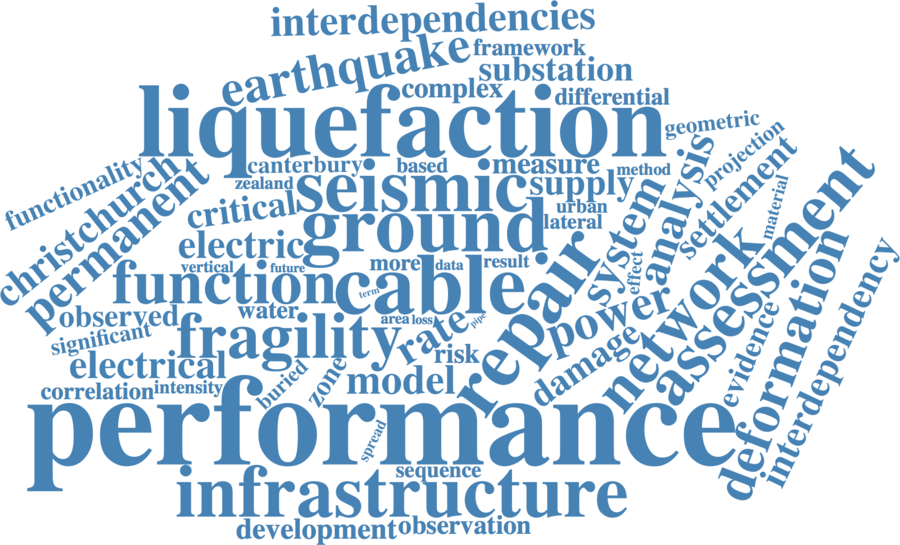 interdependencies
earthquake
framework
substation
complex
differential
liquefaction
geometric
projection
functionality
christchurch
permanent
canterbury
based
measure
method
zealand
seismic
supply
urban
lateral
critical
ground
electric
system
analysis
settlement
material
vertical
future
more
data
result
effect
function
cable
term
repair
network
assessment
deformation
interdependency
observed
water
area
loss
pipe
power
significant
fragility
rate
risk
damage
evidence
electrical
correlation
intensity
buried
zone
model
performance
spread
sequence
infrastructure
development
observation